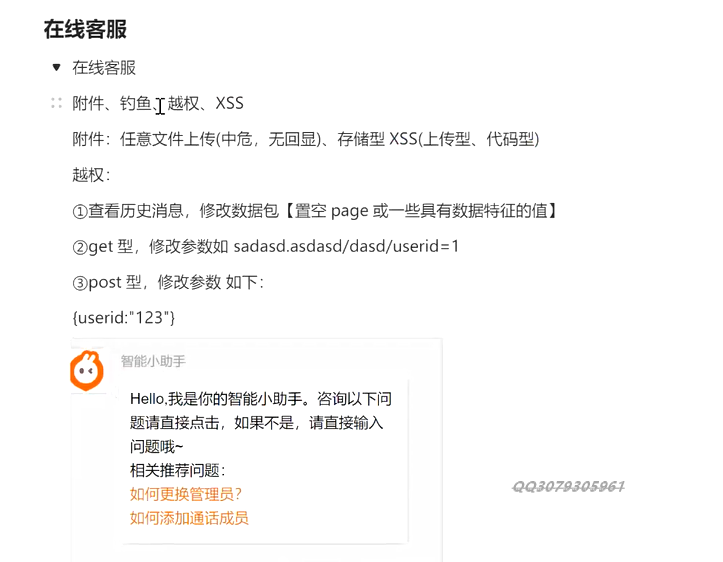 在线客服
在线客服
附件、钓鱼、越权、XSS
附件：任意文件上传(中危，无回显)、存储型 XSS(上传型、代码型)
越权：
①查看历史消息，修改数据包【置空 page 或一些具有数据特征的值】
②get 型，修改参数如 sadasd.asdasd/dasd/userid=1
③post 型，修改参数 如下：
{userid:"123"}
智能小助手
Hello,我是你的智能小助手。咨询以下问
题请直接点击，如果不是，请直接输入
问题哦~
相关推荐问题：
如何更换管理员？
如何添加通话成员
QQ3079305961